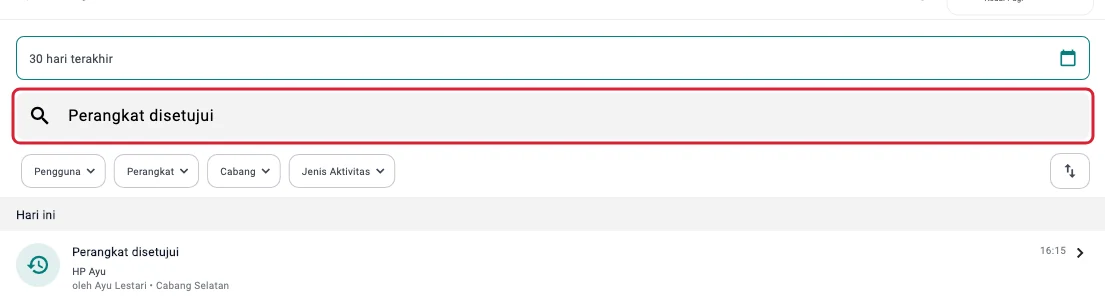 30 hari terakhir
Perangkat disetujui
Pengguna
Perangkat
Cabang
Jenis Aktivitas
Hari ini
Perangkat disetujui
16:15
HP Ayu
oleh Ayu Lestari • Cabang Selatan